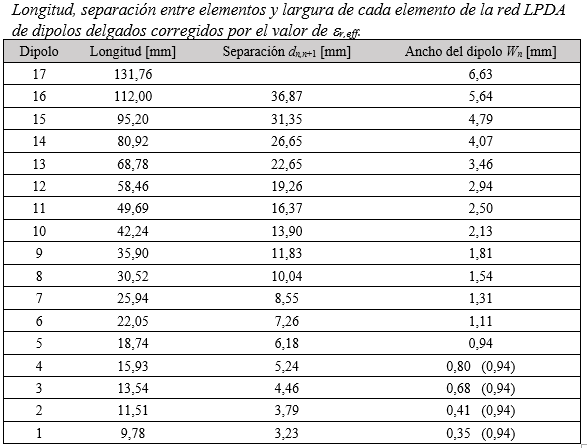 Longitud, separación entre elementos y largura de cada elemento de la red LPDA
de dipolos delgados corregidos por el valor de εr,eff.
Dipolo Longitud [mm] Separación dn,n+1 [mm] Ancho del dipolo Wn [mm]
17 131,76 6,63
16 112,00 36,87 5,64
15 95,20 31,35 4,79
14 80,92 26,65 4,07
13 68,78 22,65 3,46
12 58,46 19,26 2,94
11 49,69 16,37 2,50
10 42,24 13,90 2,13
9 35,90 11,83 1,81
8 30,52 10,04 1,54
7 25,94 8,55 1,31
6 22,05 7,26 1,11
5 18,74 6,18 0,94
4 15,93 5,24 0,80 (0,94)
3 13,54 4,46 0,68 (0,94)
2 11,51 3,79 0,41 (0,94)
1 9,78 3,23 0,35 (0,94)